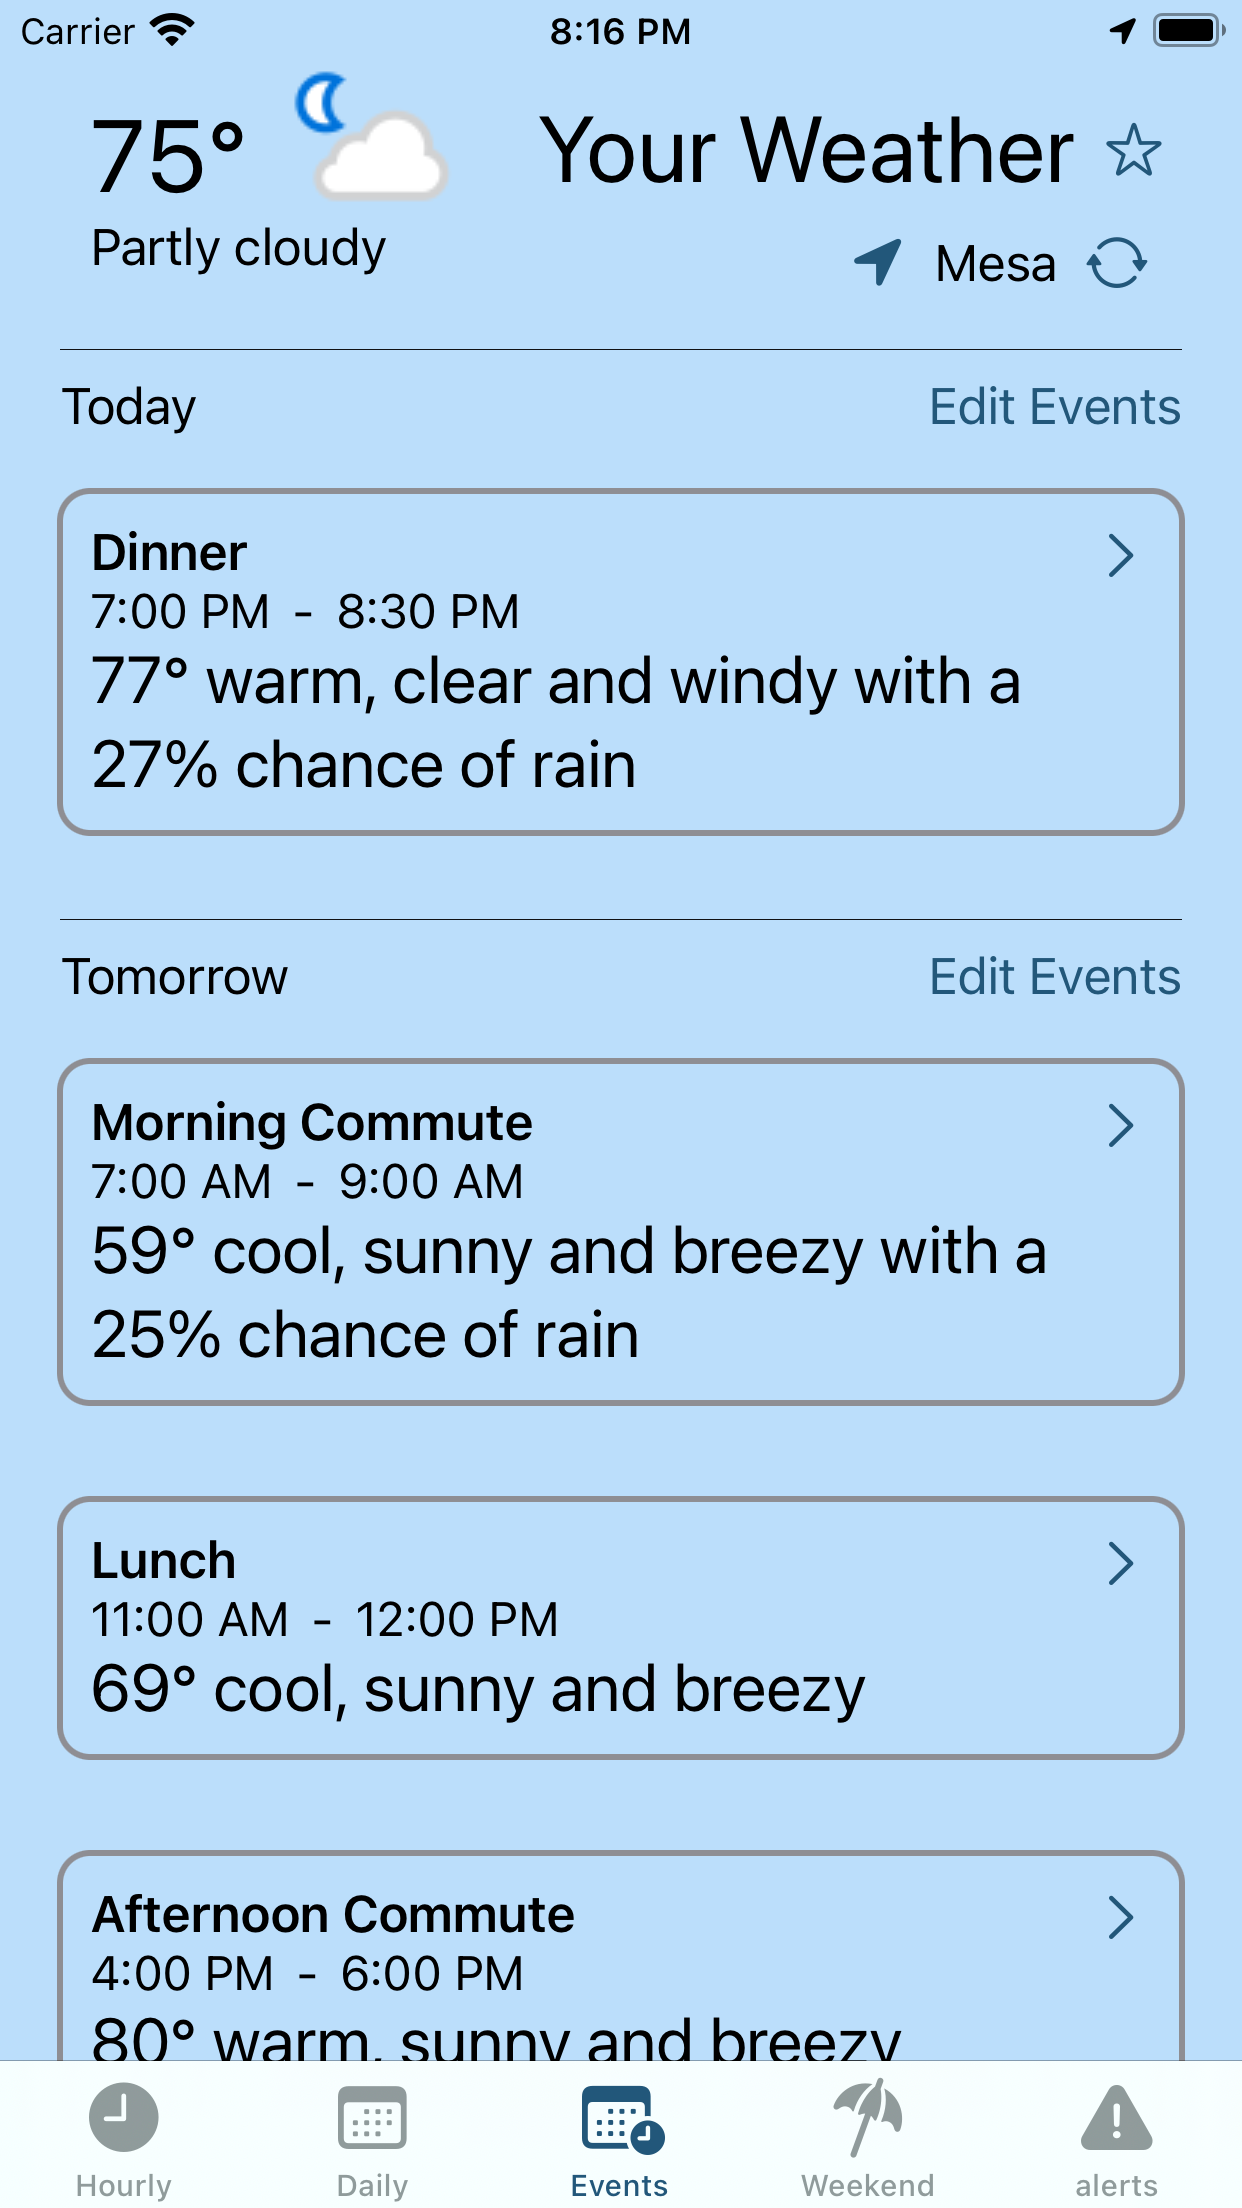 Carrier 8:16 PM
75° Your Weather
Partly cloudy
Mesa
Today Edit Events
Dinner
7:00 PM - 8:30 PM
77° warm, clear and windy with a
27% chance of rain
Tomorrow Edit Events
Morning Commute
7:00 AM - 9:00 AM
59° cool, sunny and breezy with a
25% chance of rain
Lunch
11:00 AM - 12:00 PM
69° cool, sunny and breezy
Afternoon Commute
4:00 PM - 6:00 PM
80° warm, sunny and breezy
Hourly Daily Events Weekend alerts